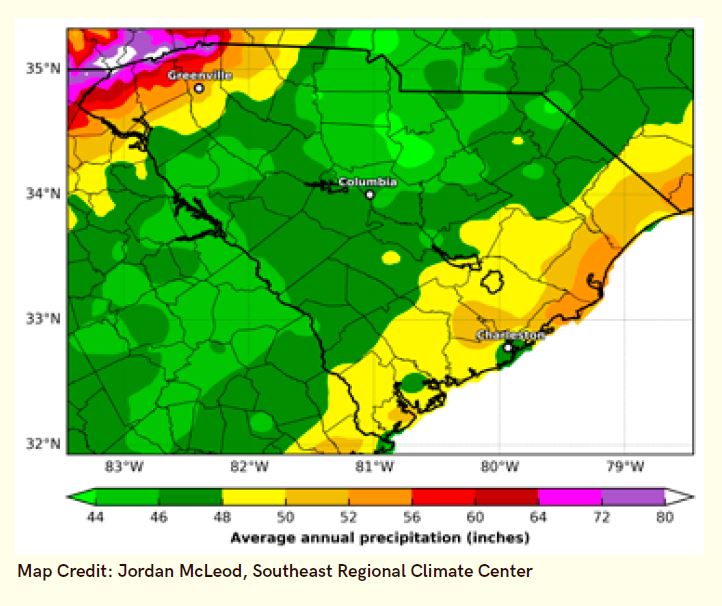 35°N
Greenville
34°N
Columbia
33°N
Charleston
32°N
83°W 82°W 81°W 80°W 79°W
44 46 48 50 52 56 60 64 72 80
Average annual precipitation (inches)
Map Credit: Jordan McLeod, Southeast Regional Climate Center